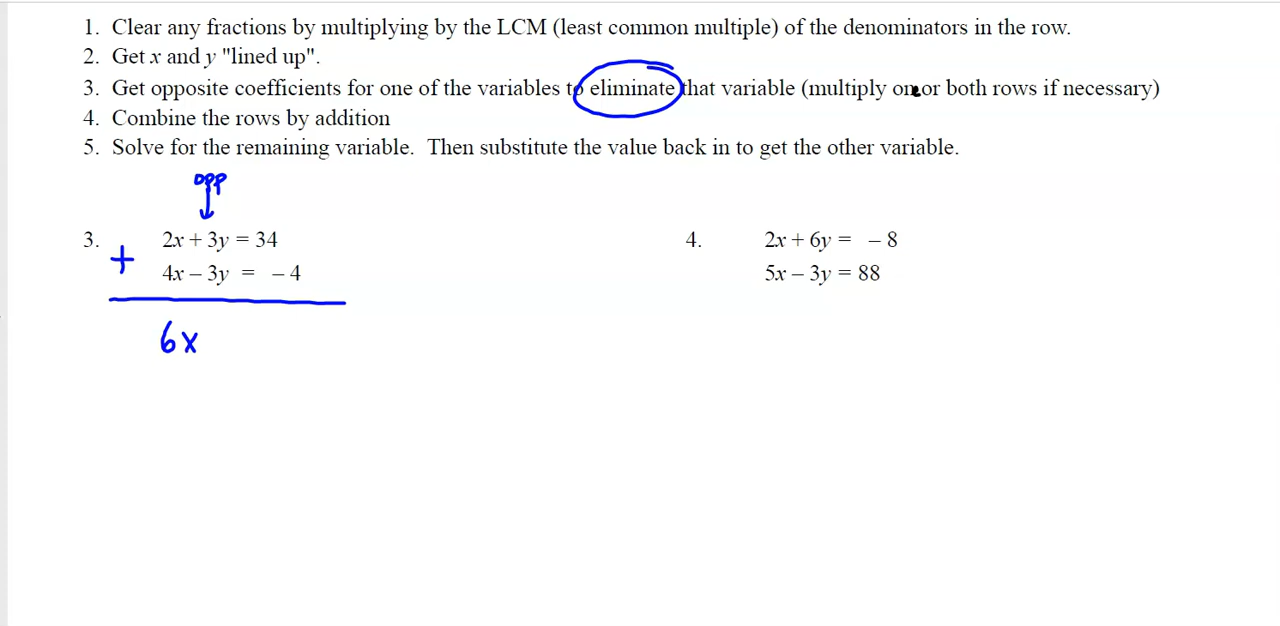 1. Clear any fractions by multiplying by the LCM (least common multiple) of the denominators in the row.
2. Get x and y "lined up".
3. Get opposite coefficients for one of the variables to eliminate that variable (multiply one or both rows if necessary)
4. Combine the rows by addition
5. Solve for the remaining variable. Then substitute the value back in to get the other variable.
opp
3. 2x + 3y = 34
+ 4x – 3y = – 4
6x
4. 2x + 6y = – 8
5x – 3y = 88